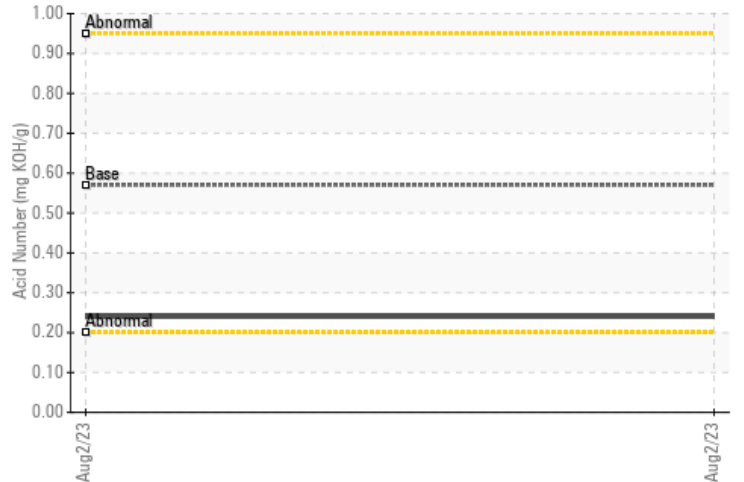 1.00
0.90
0.80
0.70
0.60
0.50
0.40
0.30
0.20
0.10
0.00
Acid Number (mg KOH/g)
Abnormal
Base
Abnormal
Aug2/23
Aug2/23